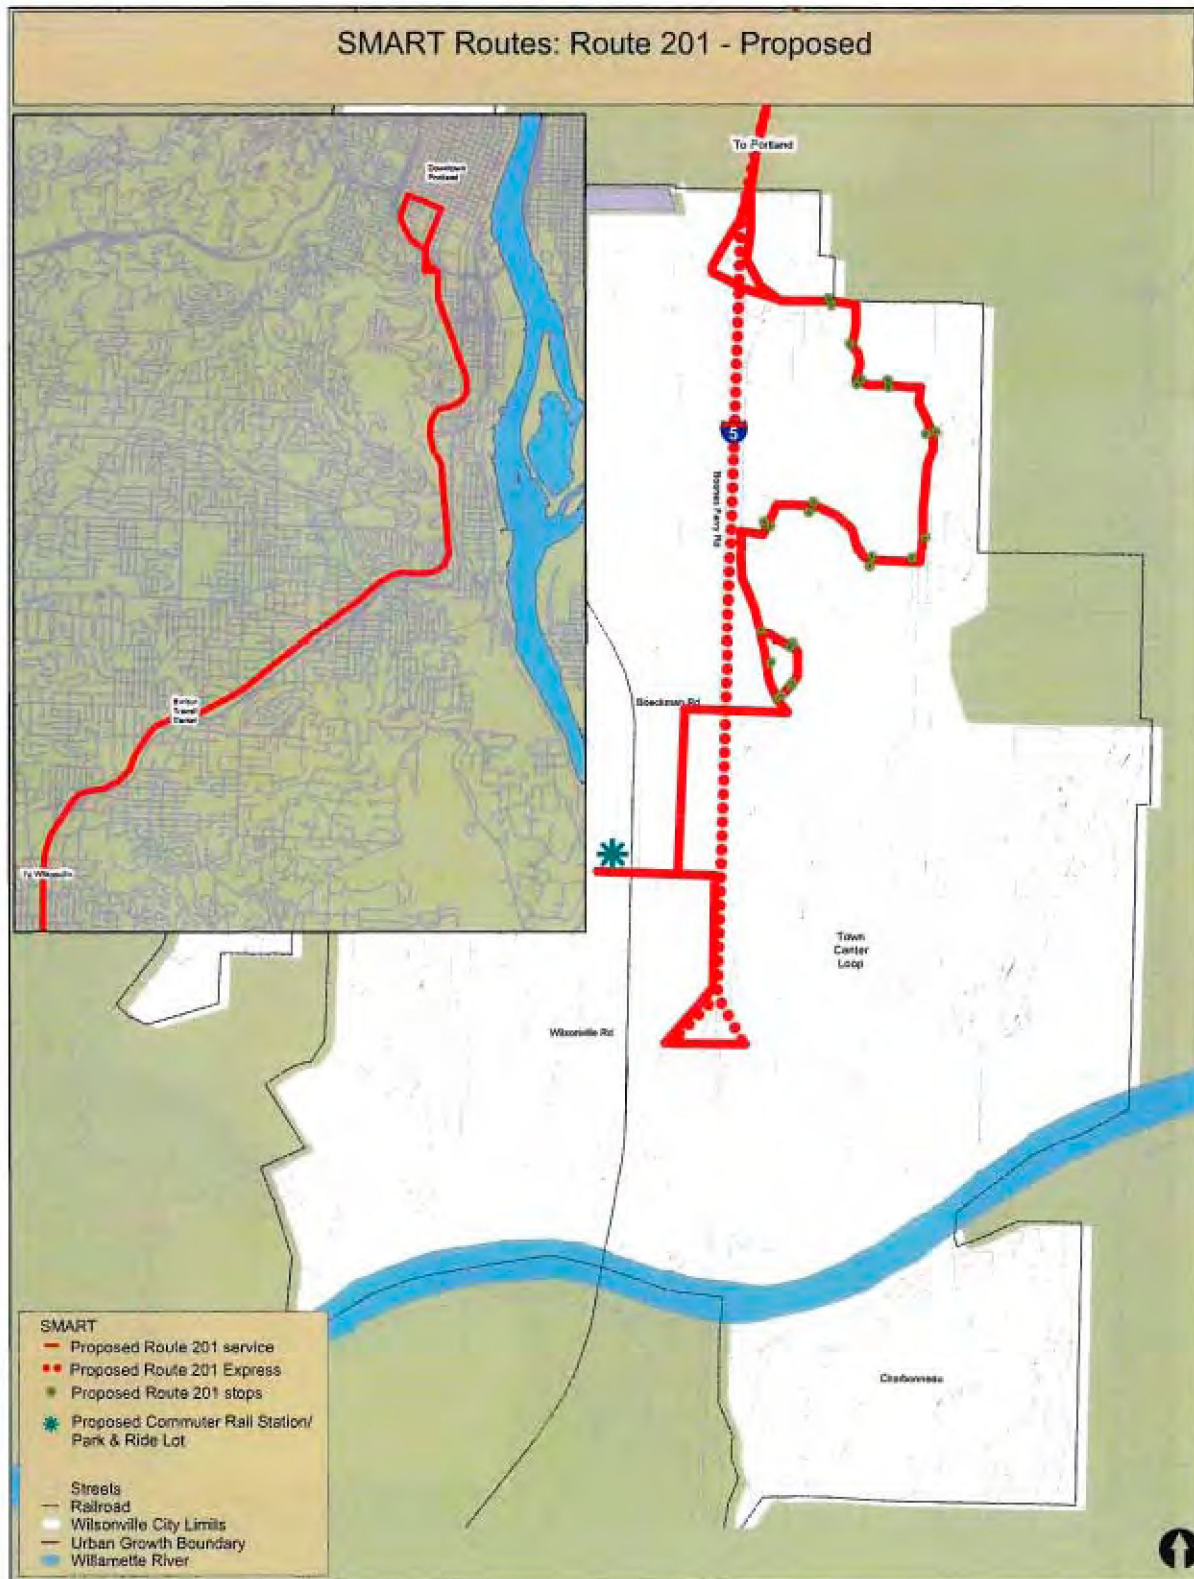 SMART Routes: Route 201 - Proposed
To Portland
Downtown
Portland
5
Boones Ferry Rd
Boeckman Rd
Barbur
Transit
Center
To Wilsonville
Town
Center
Loop
Wilsonville Rd
Charbonneau
SMART
Proposed Route 201 service
Proposed Route 201 Express
Proposed Route 201 stops
Proposed Commuter Rail Station/
Park & Ride Lot
Streets
Railroad
Wilsonville City Limits
Urban Growth Boundary
Willamette River